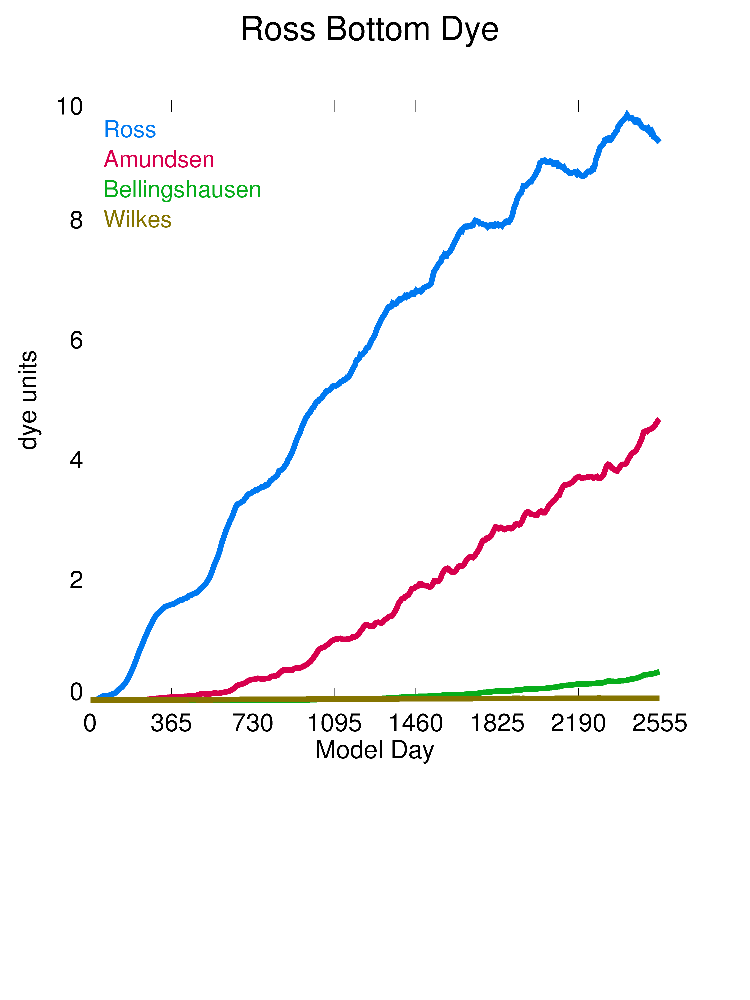 Ross Bottom Dye
10
8
6
4
2
0
dye units
Ross
Amundsen
Bellingshausen
Wilkes
0 365 730 1095 1460 1825 2190 2555
Model Day